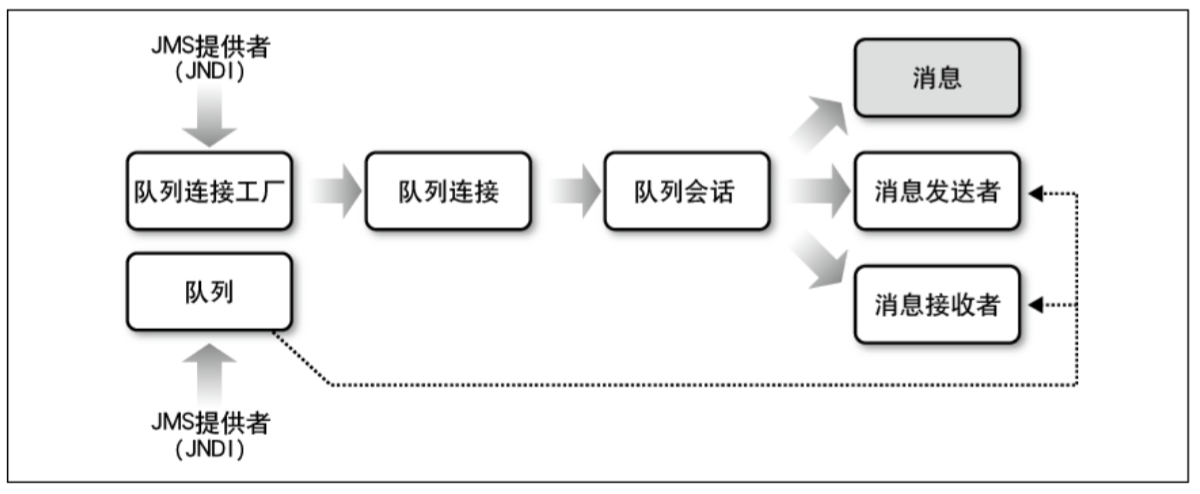 JMS提供者
(JNDI)
消息
队列连接工厂
队列连接
队列会话
消息发送者
队列
消息接收者
JMS提供者
(JNDI)